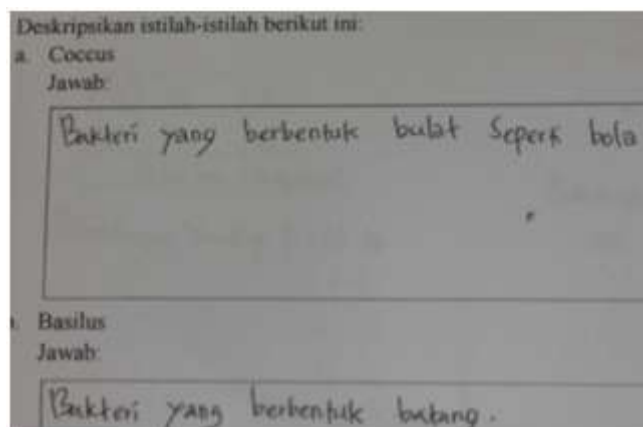 Deskripsikan istilah-istilah berikut ini:
a. Coccus
Jawab:
Bakteri yang berbentuk bulat Seperti bola
Basilus
Jawab:
Bakteri yang berbentuk batang.